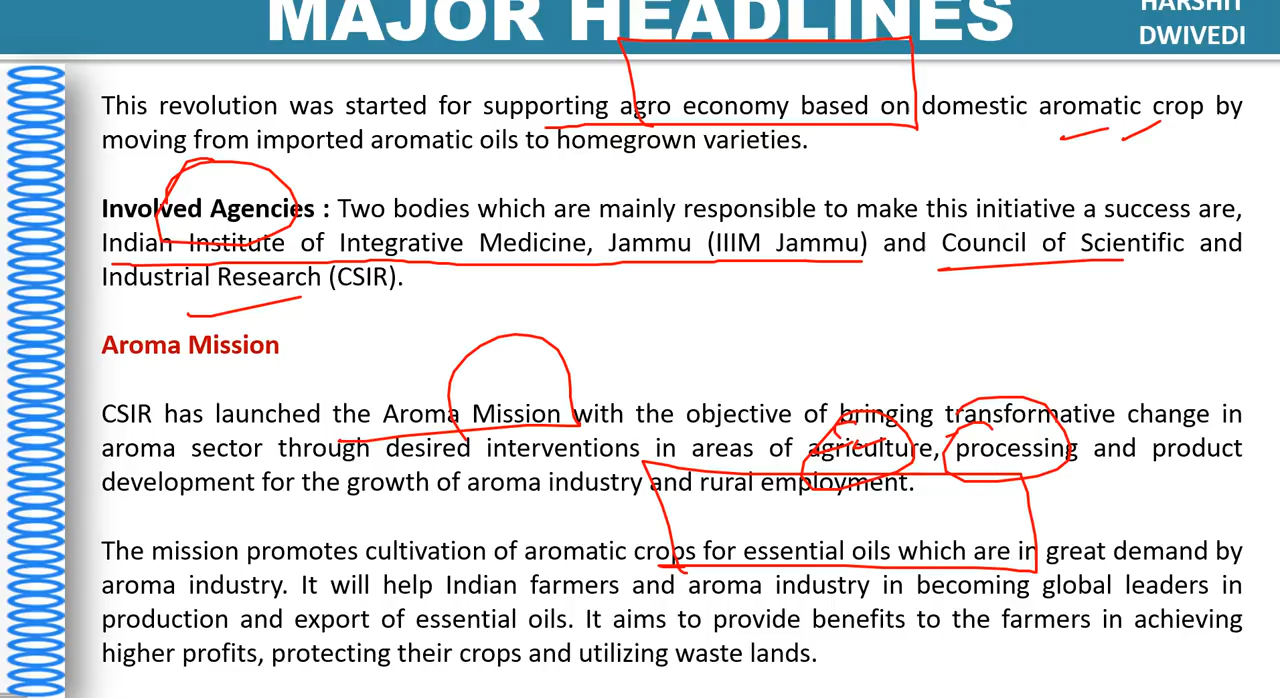 MAJOR HEADLINES
HARSHIT
DWIVEDI
This revolution was started for supporting agro economy based on domestic aromatic crop by
moving from imported aromatic oils to homegrown varieties.
Involved Agencies : Two bodies which are mainly responsible to make this initiative a success are,
Indian Institute of Integrative Medicine, Jammu (IIIM Jammu) and Council of Scientific and
Industrial Research (CSIR).
Aroma Mission
CSIR has launched the Aroma Mission with the objective of bringing transformative change in
aroma sector through desired interventions in areas of agriculture, processing and product
development for the growth of aroma industry and rural employment.
The mission promotes cultivation of aromatic crops for essential oils which are in great demand by
aroma industry. It will help Indian farmers and aroma industry in becoming global leaders in
production and export of essential oils. It aims to provide benefits to the farmers in achieving
higher profits, protecting their crops and utilizing waste lands.